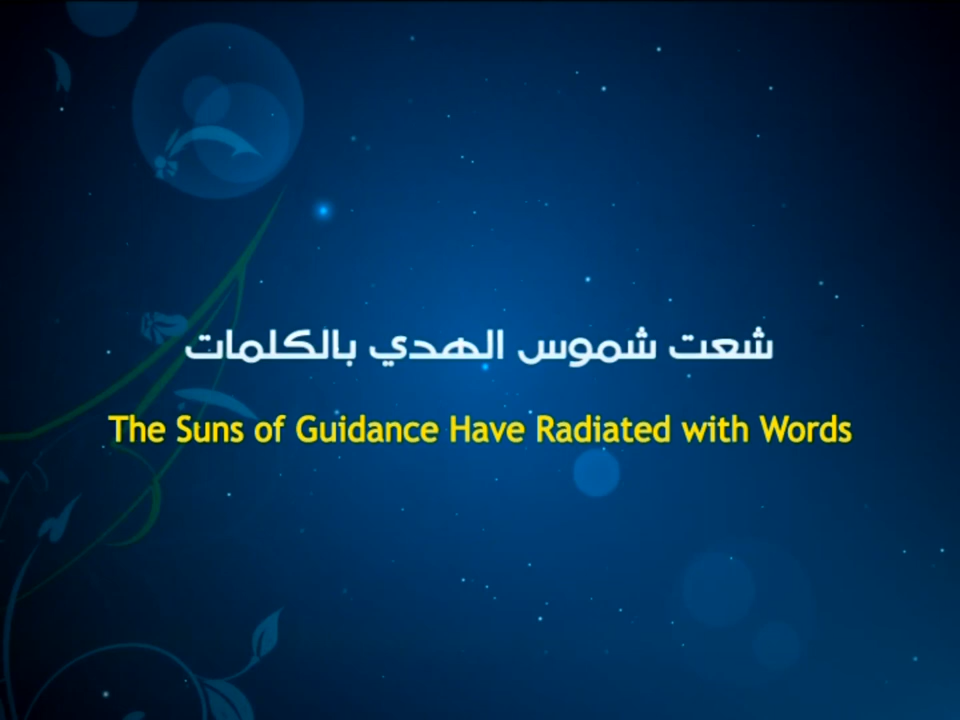 شعت شموس الهدي بالكلمات
The Suns of Guidance Have Radiated with Words